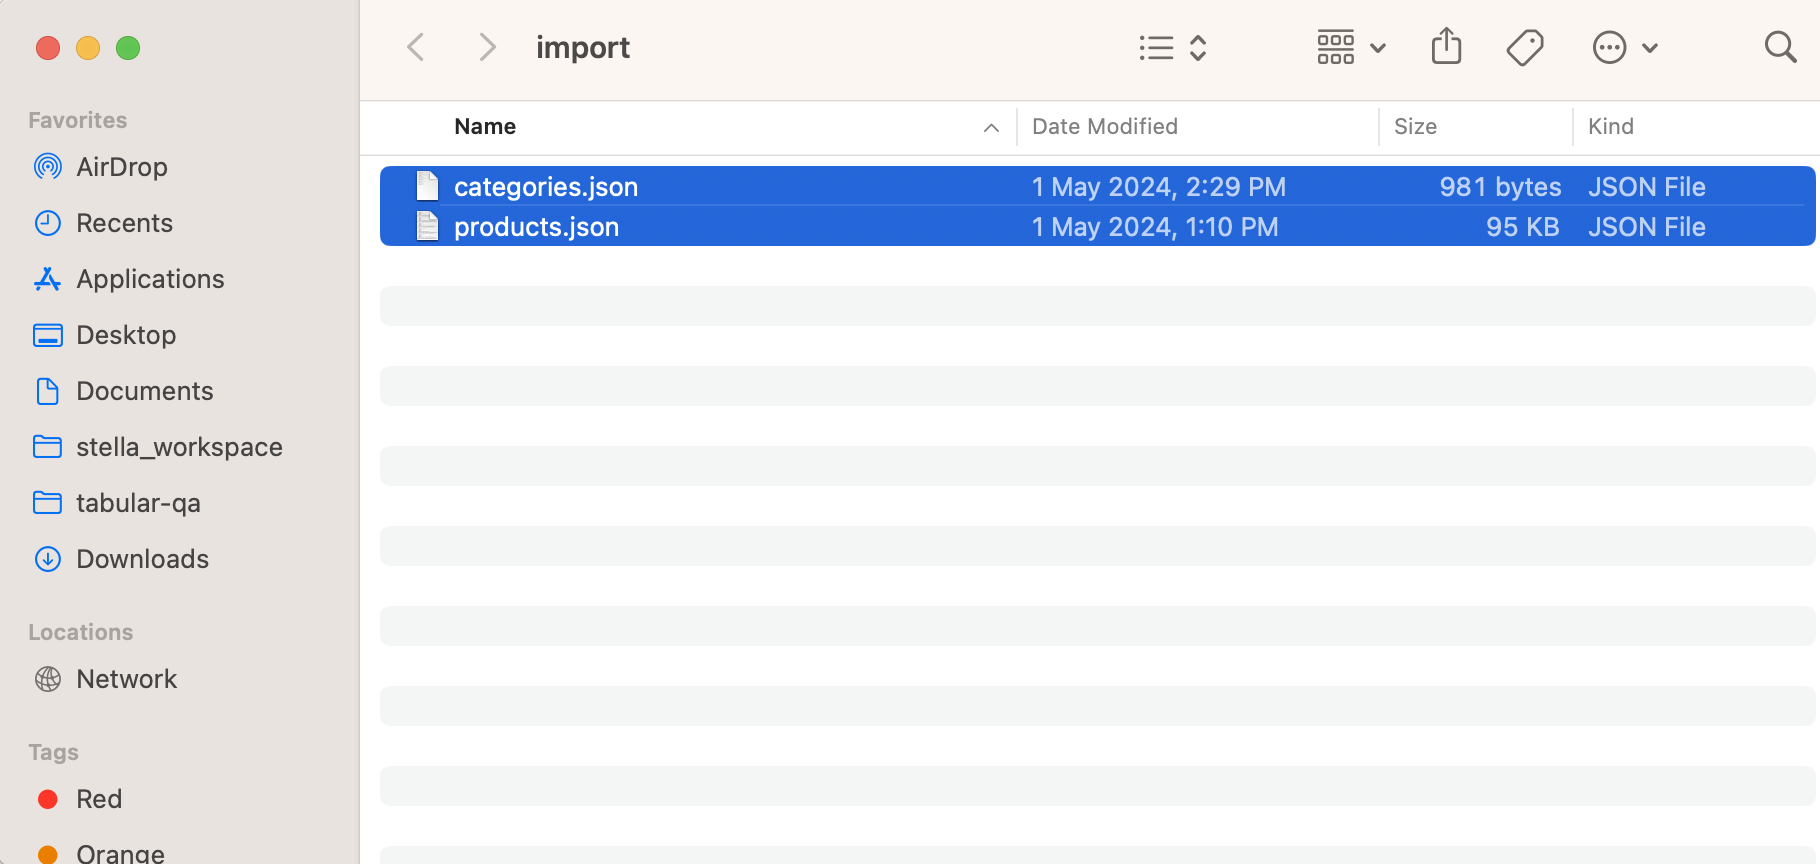 import
Favorites
AirDrop
Recents
Applications
Desktop
Documents
stella_workspace
tabular-qa
Downloads
Locations
Network
Tags
Red
Orange
Name Date Modified Size Kind
categories.json 1 May 2024, 2:29 PM 981 bytes JSON File
products.json 1 May 2024, 1:10 PM 95 KB JSON File